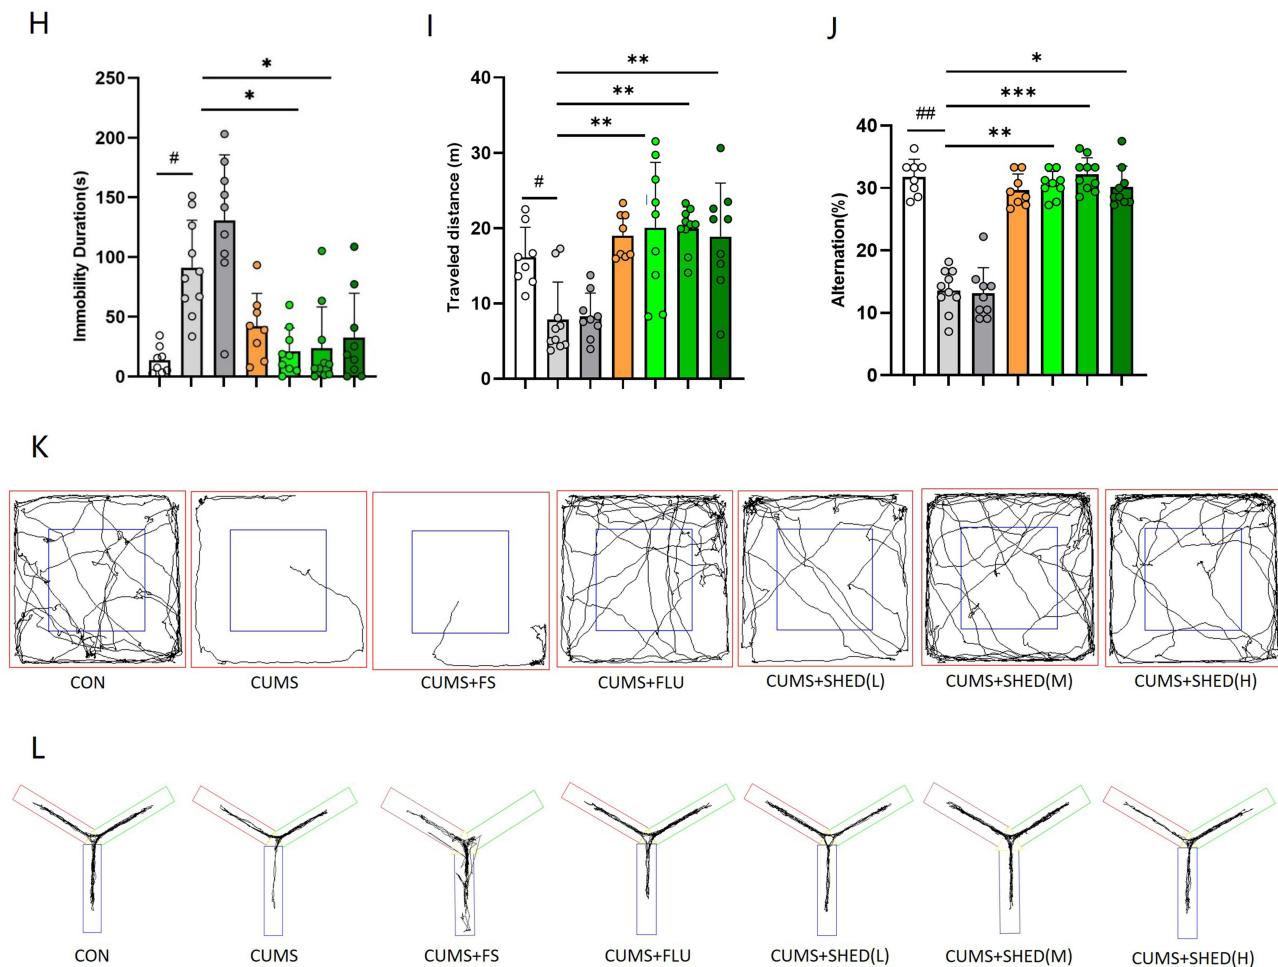 H
I
J
Immobility Duration(s)
250
200
150
100
50
0
#
*
*
Traveled distance (m)
40
30
20
10
0
#
**
**
**
Alternation(%)
40
30
20
10
0
##
**
***
*
K
CON
CUMS
CUMS+FS
CUMS+FLU
CUMS+SHED(L)
CUMS+SHED(M)
CUMS+SHED(H)
L
CON
CUMS
CUMS+FS
CUMS+FLU
CUMS+SHED(L)
CUMS+SHED(M)
CUMS+SHED(H)